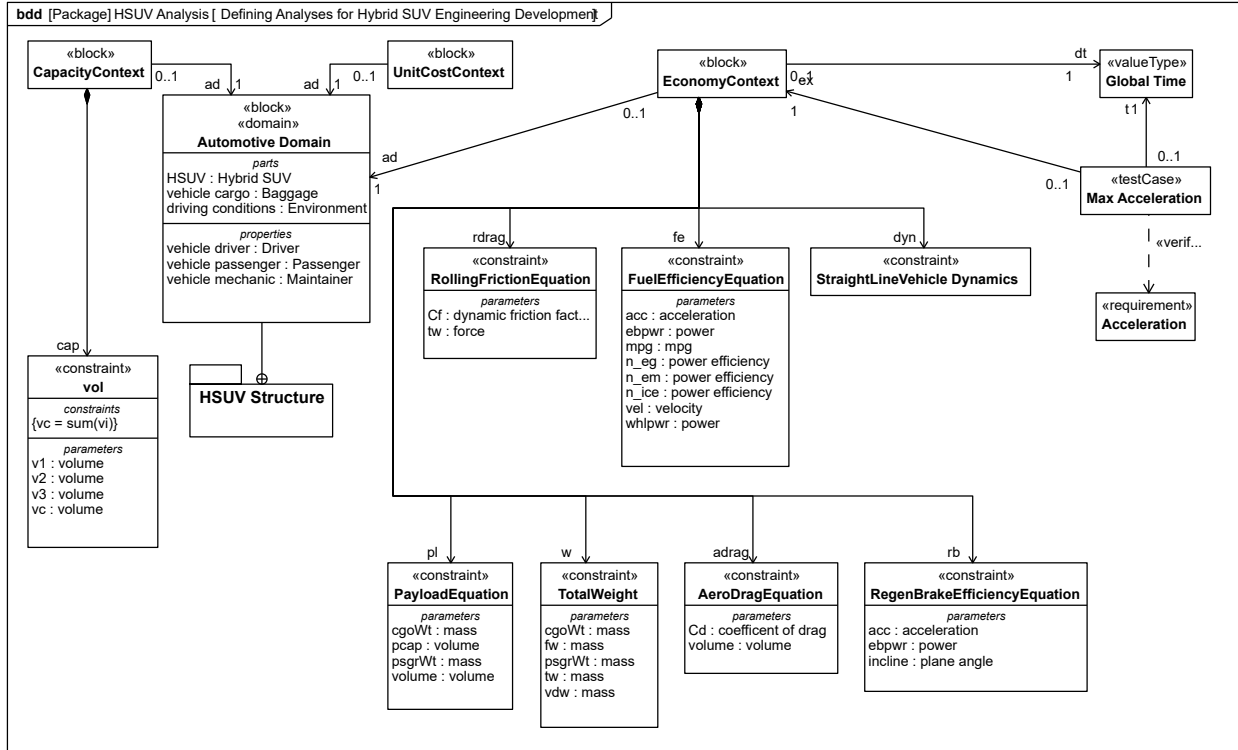 bdd [Package] HSUV Analysis [ Defining Analyses for Hybrid SUV Engineering Development]
«block»
CapacityContext
0..1
ad
1
«block»
UnitCostContext
0..1
ad
1
«block»
EconomyContext
0..1
ex
1
dt
1
«valueType»
Global Time
t1
0..1
0..1
ad
1
0..1
«testCase»
Max Acceleration
«verif...
«requirement»
Acceleration
«block»
«domain»
Automotive Domain
parts
HSUV : Hybrid SUV
vehicle cargo : Baggage
driving conditions : Environment
properties
vehicle driver : Driver
vehicle passenger : Passenger
vehicle mechanic : Maintainer
HSUV Structure
cap
«constraint»
vol
constraints
{vc = sum(vi)}
parameters
v1 : volume
v2 : volume
v3 : volume
vc : volume
rdrag
«constraint»
RollingFrictionEquation
parameters
Cf : dynamic friction fact...
tw : force
fe
«constraint»
FuelEfficiencyEquation
parameters
acc : acceleration
ebpwr : power
mpg : mpg
n_eg : power efficiency
n_em : power efficiency
n_ice : power efficiency
vel : velocity
whlpwr : power
dyn
«constraint»
StraightLineVehicle Dynamics
pl
«constraint»
PayloadEquation
parameters
cgoWt : mass
pcap : volume
psgrWt : mass
volume : volume
w
«constraint»
TotalWeight
parameters
cgoWt : mass
fw : mass
psgrWt : mass
tw : mass
vdw : mass
adrag
«constraint»
AeroDragEquation
parameters
Cd : coefficent of drag
volume : volume
rb
«constraint»
RegenBrakeEfficiencyEquation
parameters
acc : acceleration
ebpwr : power
incline : plane angle